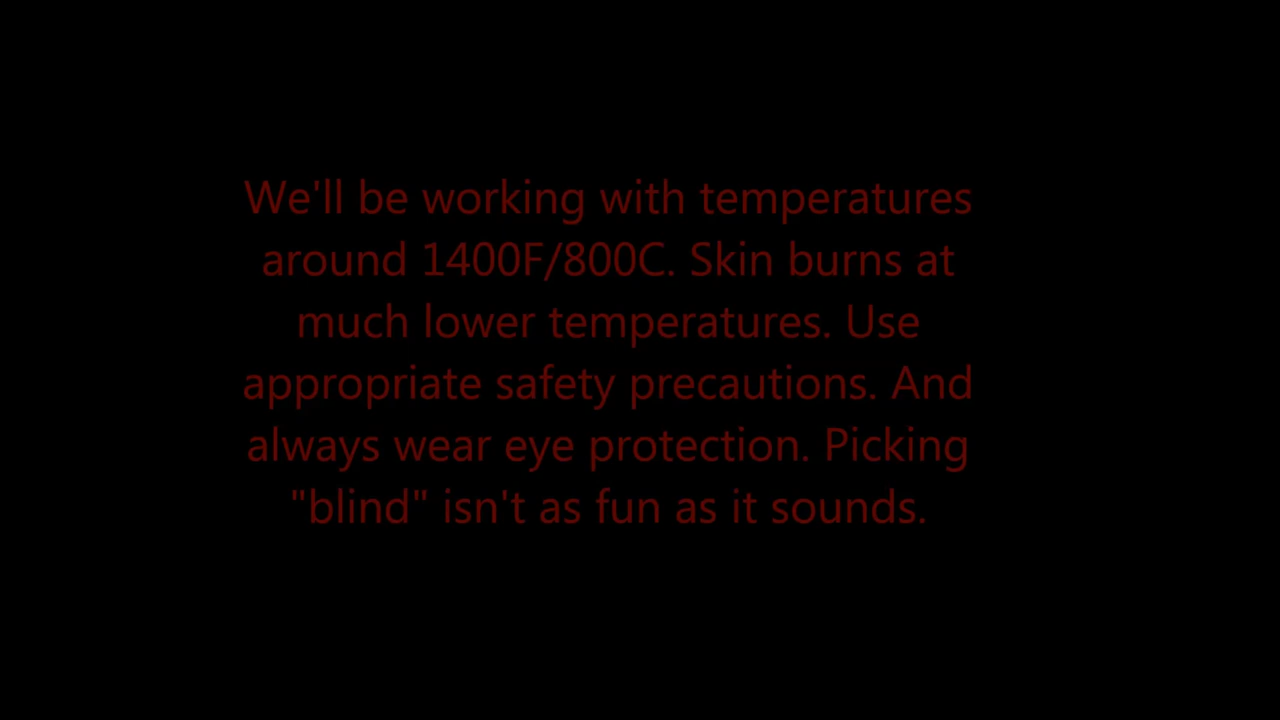 We'll be working with temperatures
around 1400F/800C. Skin burns at
much lower temperatures. Use
appropriate safety precautions. And
always wear eye protection. Picking
"blind" isn't as fun as it sounds.